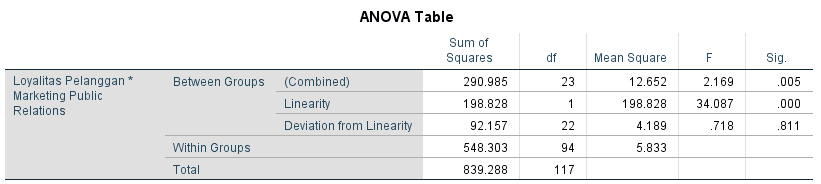 ANOVA Table
Sum of
Squares df Mean Square F Sig.
Loyalitas Pelanggan * Between Groups (Combined) 290.985 23 12.652 2.169 .005
Marketing Public
Relations
Linearity 198.828 1 198.828 34.087 .000
Deviation from Linearity 92.157 22 4.189 .718 .811
Within Groups 548.303 94 5.833
Total 839.288 117